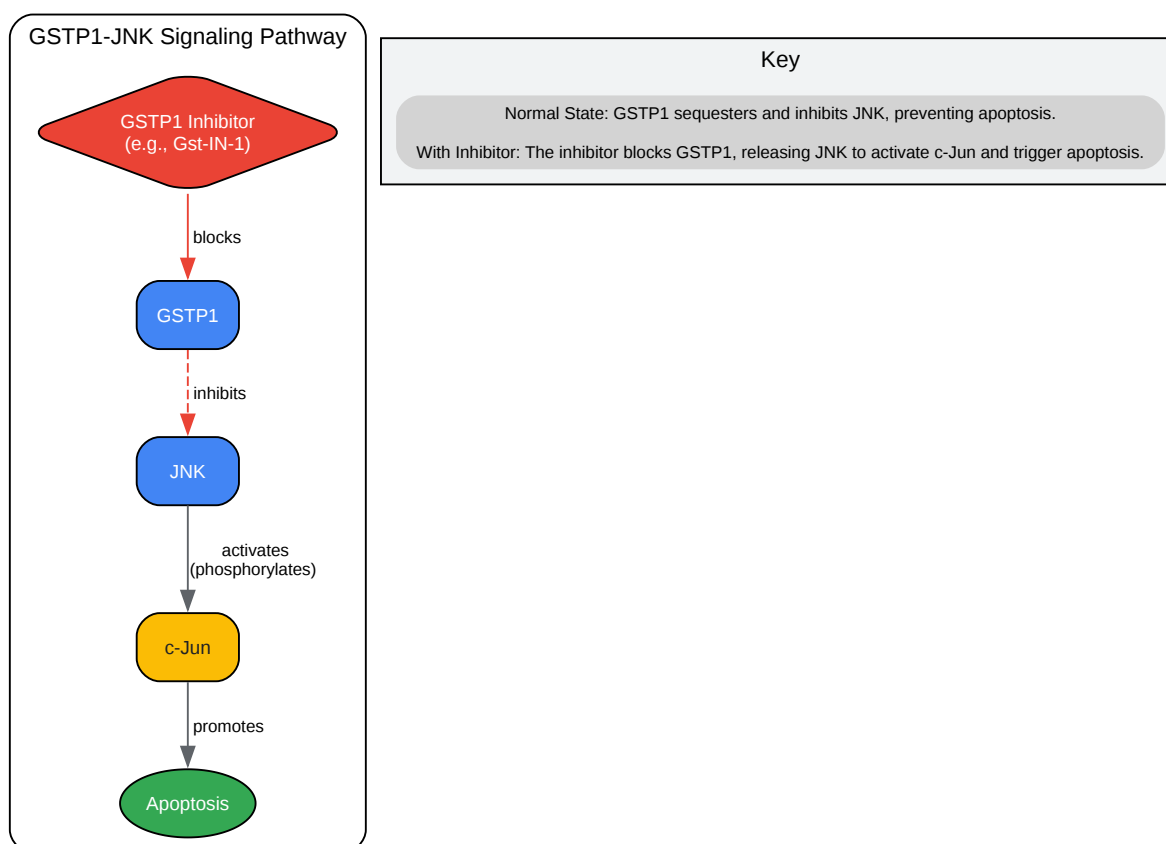 GSTP1-JNK Signaling Pathway
GSTP1 Inhibitor
(e.g., Gst-IN-1)
blocks
GSTP1
inhibits
JNK
activates
(phosphorylates)
c-Jun
promotes
Apoptosis
Key
Normal State: GSTP1 sequesters and inhibits JNK, preventing apoptosis.
With Inhibitor: The inhibitor blocks GSTP1, releasing JNK to activate c-Jun and trigger apoptosis.